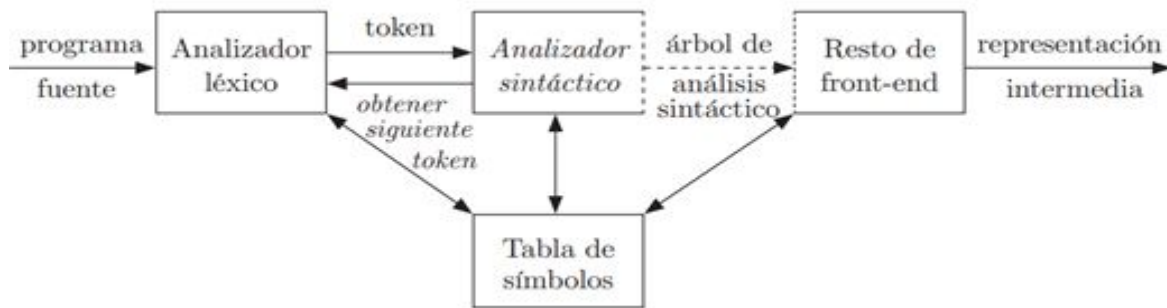 programa
fuente
Analizador
léxico
token
obtener
siguiente
token
Analizador
sintáctico
árbol de
análisis
sintáctico
Resto de
front-end
representación
intermedia
Tabla de
símbolos